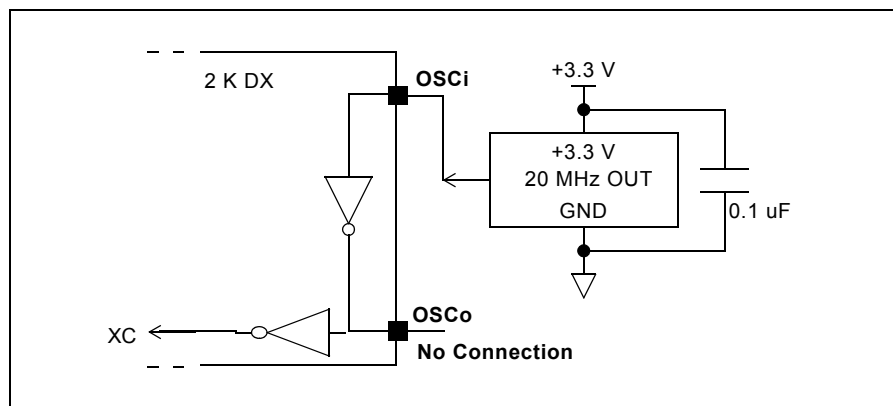 2 K DX
OSCi
+3.3 V
+3.3 V
20 MHz OUT
GND
0.1 uF
OSCo
No Connection
XC